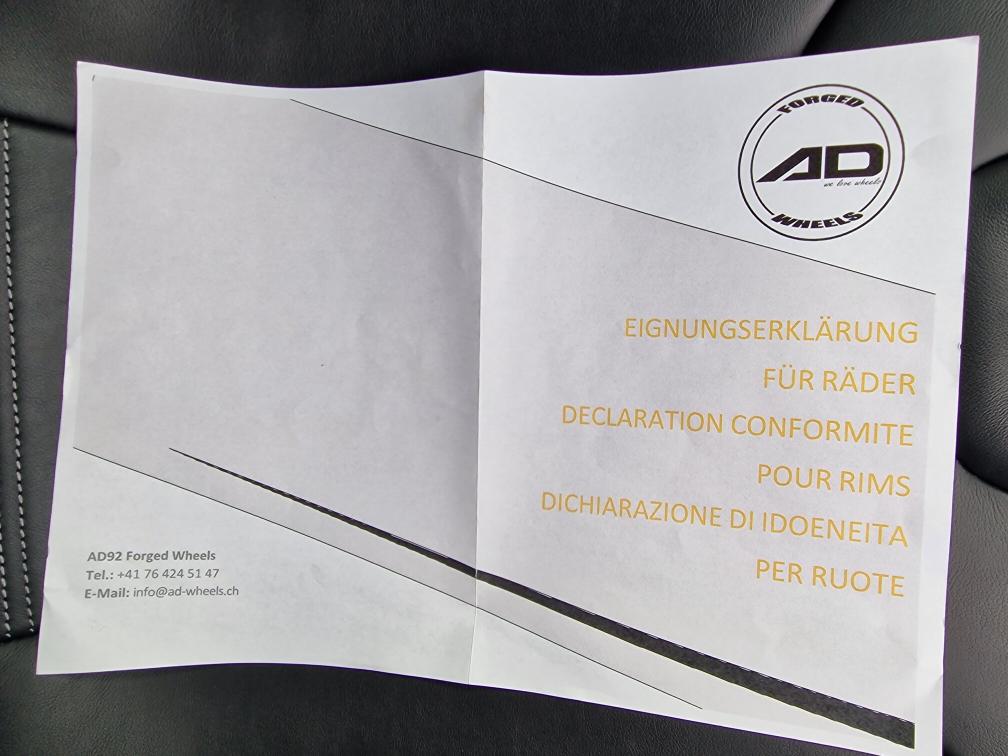 FORGED
AD
we love wheels
WHEELS
EIGNUNGSERKLÄRUNG
FÜR RÄDER
DECLARATION CONFORMITE
POUR RIMS
DICHIARAZIONE DI IDOENEITA
PER RUOTE
AD92 Forged Wheels
Tel.: +41 76 424 51 47
E-Mail: info@ad-wheels.ch